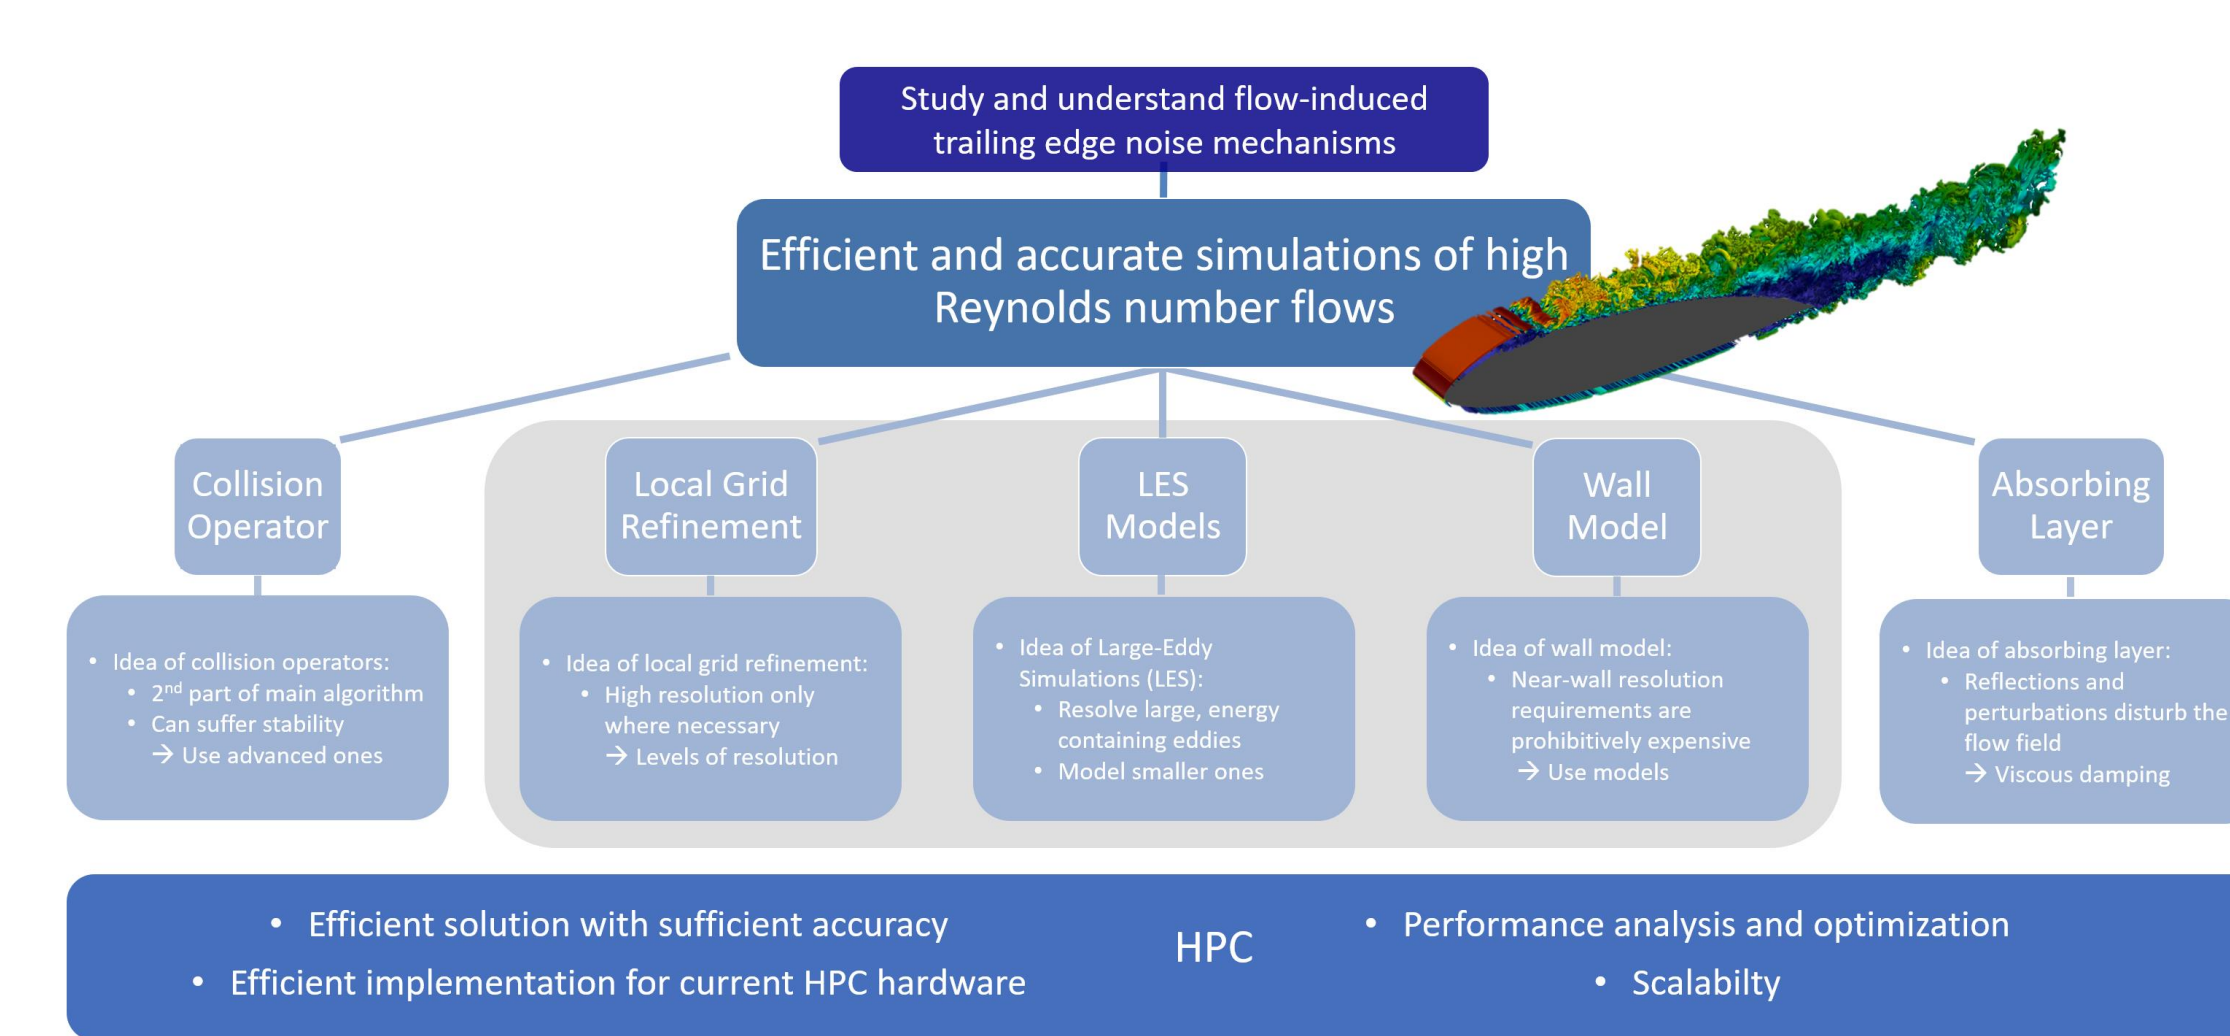 Study and understand flow-induced
trailing edge noise mechanisms
Efficient and accurate simulations of high
Reynolds number flows
Collision
Operator
• Idea of collision operators:
• 2nd part of main algorithm
• Can suffer stability
→ Use advanced ones
Local Grid
Refinement
• Idea of local grid refinement:
• High resolution only
where necessary
→ Levels of resolution
LES
Models
• Idea of Large-Eddy
Simulations (LES):
• Resolve large, energy
containing eddies
• Model smaller ones
Wall
Model
• Idea of wall model:
• Near-wall resolution
requirements are
prohibitively expensive
→ Use models
Absorbing
Layer
• Idea of absorbing layer:
• Reflections and
perturbations disturb the
flow field
→ Viscous damping
• Efficient solution with sufficient accuracy
• Efficient implementation for current HPC hardware
HPC
• Performance analysis and optimization
• Scalabilty